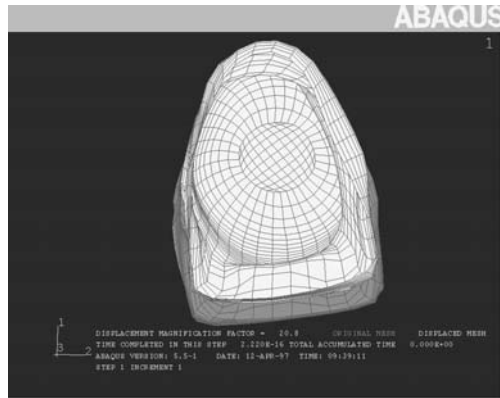 ABAQUS
1
1
3 2
DISPLACEMENT MAGNIFICATION FACTOR = 20.8 ORIGINAL MESH DISPLACED MESH
TIME COMPLETED IN THIS STEP 2.220E-16 TOTAL ACCUMULATED TIME 0.000E+00
ABAQUS VERSION: 5.5-1 DATE: 12-APR-97 TIME: 09:39:11
STEP 1 INCREMENT 1